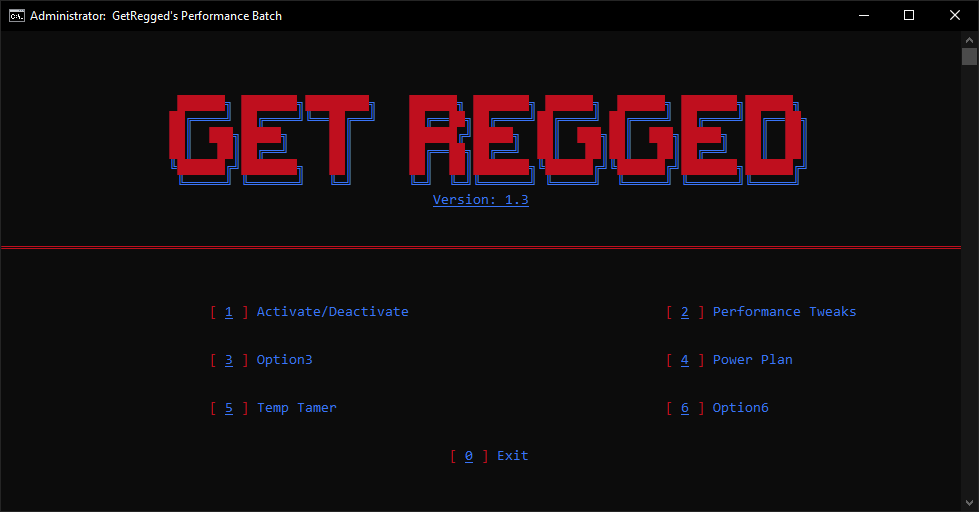 Administrator: GetRegged's Performance Batch
GET REGGED
Version: 1.3
[ 1 ] Activate/Deactivate [ 2 ] Performance Tweaks
[ 3 ] Option3 [ 4 ] Power Plan
[ 5 ] Temp Tamer [ 6 ] Option6
[ 0 ] Exit